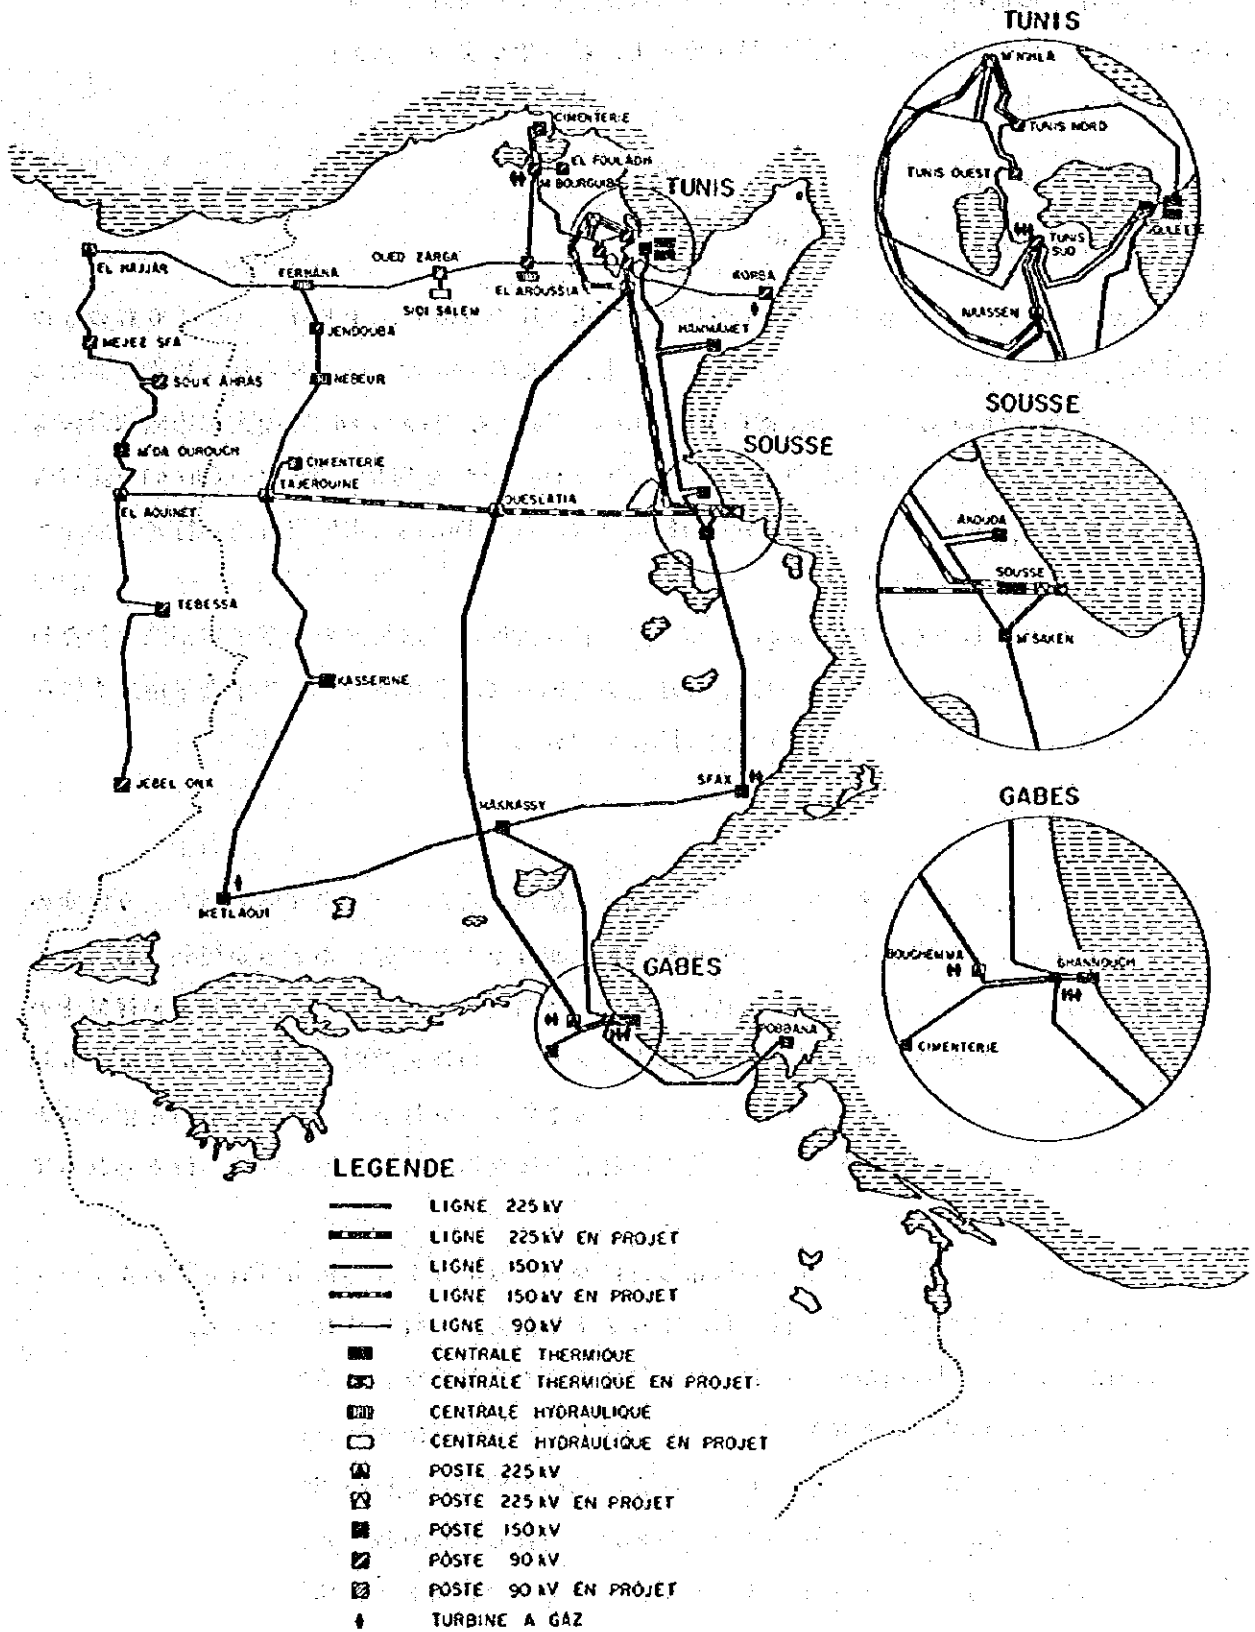 TUNIS
M'NIHLA
TUNIS NORD
TUNIS OUEST
GOULETTE
TUNIS SUD
NAASSEN
CIMENTERIE
EL FOULADH
M. BOURGUIBA
TUNIS
EL HAJJAR
FERNANA
OUED ZARGA
SIDI SALEM
EL AROUSSIA
KORBA
HAMMAMET
MEJEZ SFA
JENDOUBA
SOUK AHRAS
NEBEUR
M'DA OUROUCH
CIMENTERIE
TAJEROUINE
EL AOUINET
OUESLATIA
SOUSSE
SOUSSE
AKOUDA
SOUSSE
M'SAKEN
TEBESSA
KASSERINE
JEBEL ONX
SFAX
MAKNASSY
METLAOUI
GABES
GABES
BOUCHEMMA
GHANNOUCH
CIMENTERIE
ROBBANA
LEGENDE
LIGNE 225 kV
LIGNE 225 kV EN PROJET
LIGNE 150 kV
LIGNE 150 kV EN PROJET
LIGNE 90 kV
CENTRALE THERMIQUE
CENTRALE THERMIQUE EN PROJET
CENTRALE HYDRAULIQUE
CENTRALE HYDRAULIQUE EN PROJET
POSTE 225 kV
POSTE 225 kV EN PROJET
POSTE 150 kV
POSTE 90 kV
POSTE 90 kV EN PROJET
TURBINE A GAZ